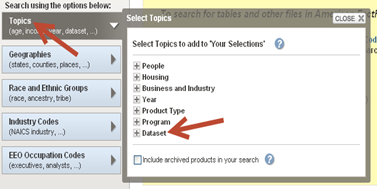 Search using the options below:
Topics
(age, income, year, dataset, ...)
Geographies
(states, counties, places, ...)
Race and Ethnic Groups
(race, ancestry, tribe)
Industry Codes
(NAICS industry, ...)
EEO Occupation Codes
(executives, analysts, ...)
To search for tables and other files in American
Select Topics
CLOSE
Select Topics to add to 'Your Selections'
?
People
Housing
Business and Industry
Year
Product Type
Program
Dataset
Include archived products in your search
?